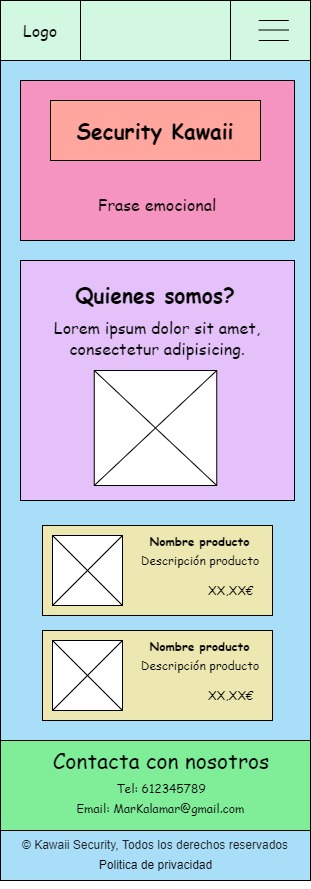 Logo
Security Kawaii
Frase emocional
Quienes somos?
Lorem ipsum dolor sit amet,
consectetur adipisicing.
Nombre producto
Descripción producto
XX,XX€
Nombre producto
Descripción producto
XX,XX€
Contacta con nosotros
Tel: 612345789
Email: MarKalamar@gmail.com
© Kawaii Security, Todos los derechos reservados
Politica de privacidad